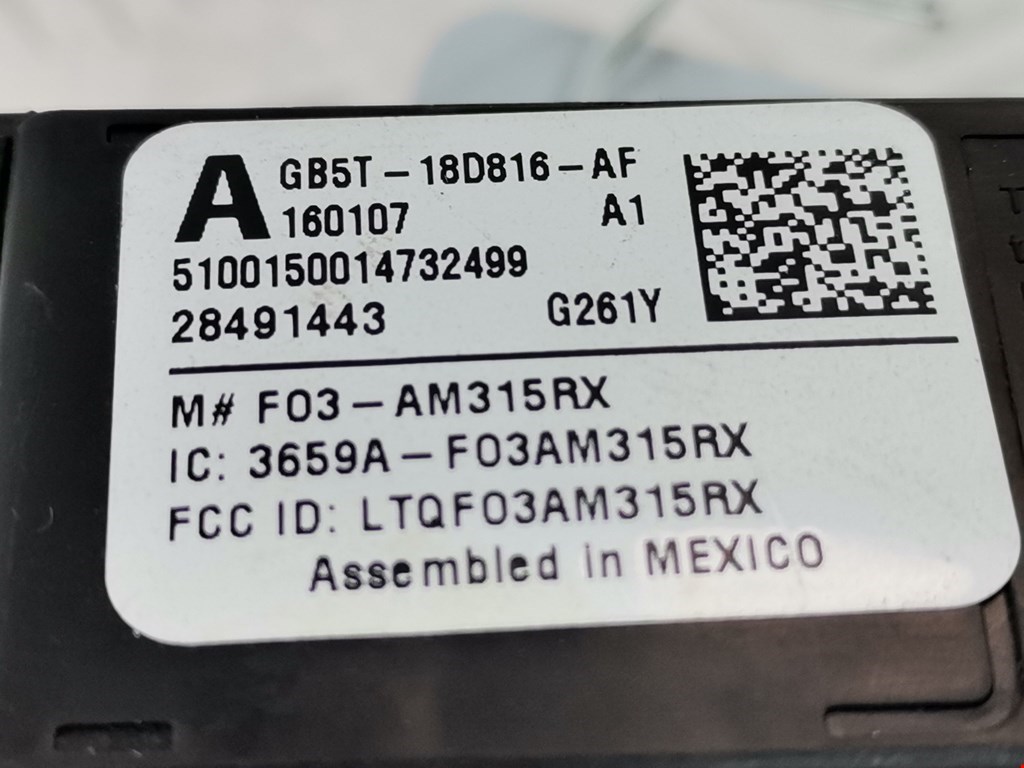 A GB5T-18D816-AF
160107 A1
5100150014732499
28491443 G261Y
M# F03-AM315RX
IC: 3659A-F03AM315RX
FCC ID: LTQF03AM315RX
Assembled in MEXICO